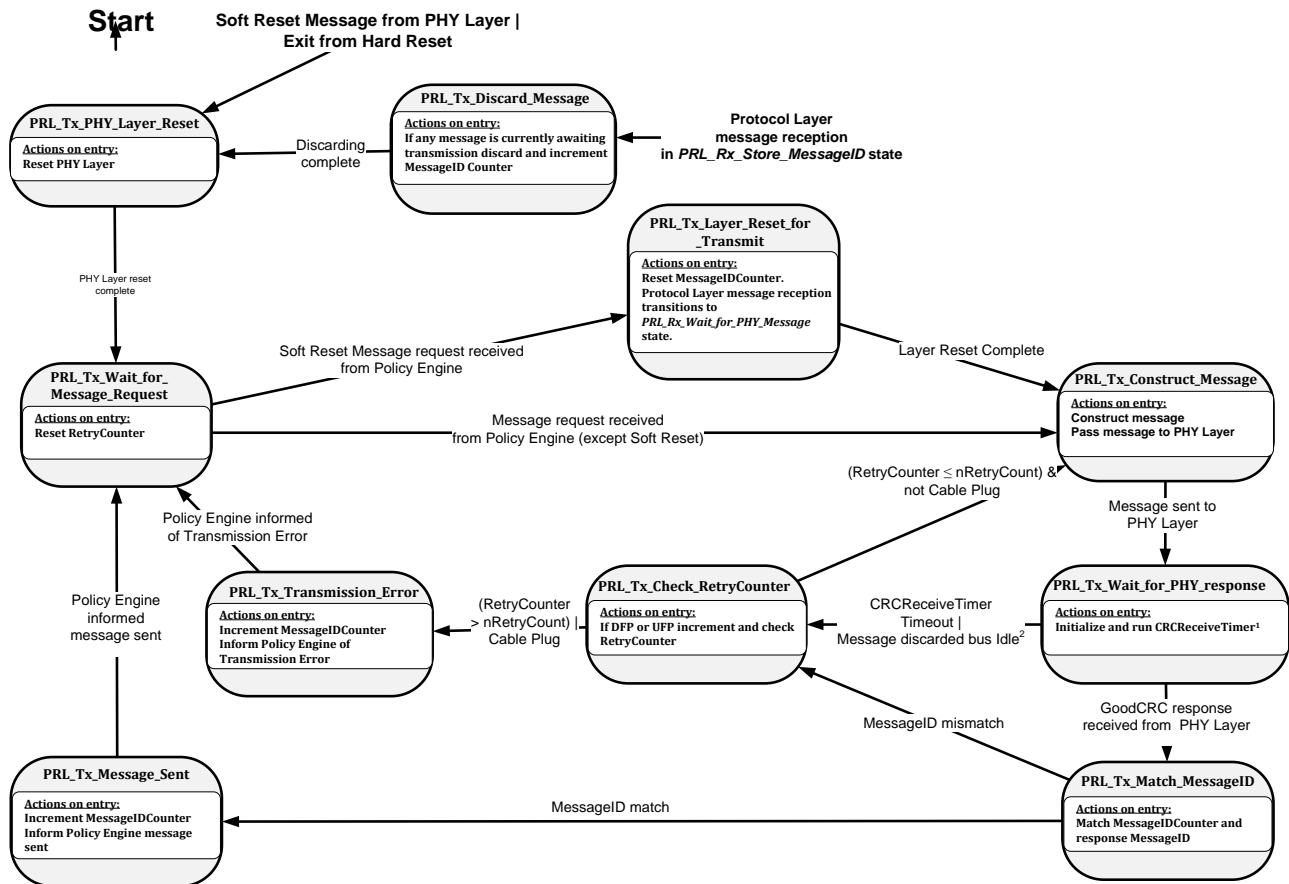 Start
Soft Reset Message from PHY Layer |
Exit from Hard Reset
PRL_Tx_PHY_Layer_Reset
Actions on entry:
Reset PHY Layer
Discarding
complete
PRL_Tx_Discard_Message
Actions on entry:
If any message is currently awaiting
transmission discard and increment
MessageID Counter
Protocol Layer
message reception
in PRL_Rx_Store_MessageID state
PHY Layer reset
complete
PRL_Tx_Layer_Reset_for
_Transmit
Actions on entry:
Reset MessageIDCounter.
Protocol Layer message reception
transitions to
PRL_Rx_Wait_for_PHY_Message
state.
Soft Reset Message request received
from Policy Engine
Layer Reset Complete
PRL_Tx_Wait_for_
Message_Request
Actions on entry:
Reset RetryCounter
Message request received
from Policy Engine (except Soft Reset)
PRL_Tx_Construct_Message
Actions on entry:
Construct message
Pass message to PHY Layer
(RetryCounter ≤ nRetryCount) &
not Cable Plug
Message sent to
PHY Layer
Policy Engine informed
of Transmission Error
Policy Engine
informed
message sent
PRL_Tx_Transmission_Error
Actions on entry:
Increment MessageIDCounter
Inform Policy Engine of
Transmission Error
(RetryCounter
> nRetryCount) |
Cable Plug
PRL_Tx_Check_RetryCounter
Actions on entry:
If DFP or UFP increment and check
RetryCounter
CRCReceiveTimer
Timeout |
Message discarded bus Idle²
PRL_Tx_Wait_for_PHY_response
Actions on entry:
Initialize and run CRCReceiveTimer¹
GoodCRC response
received from PHY Layer
MessageID mismatch
PRL_Tx_Message_Sent
Actions on entry:
Increment MessageIDCounter
Inform Policy Engine message
sent
MessageID match
PRL_Tx_Match_MessageID
Actions on entry:
Match MessageIDCounter and
response MessageID